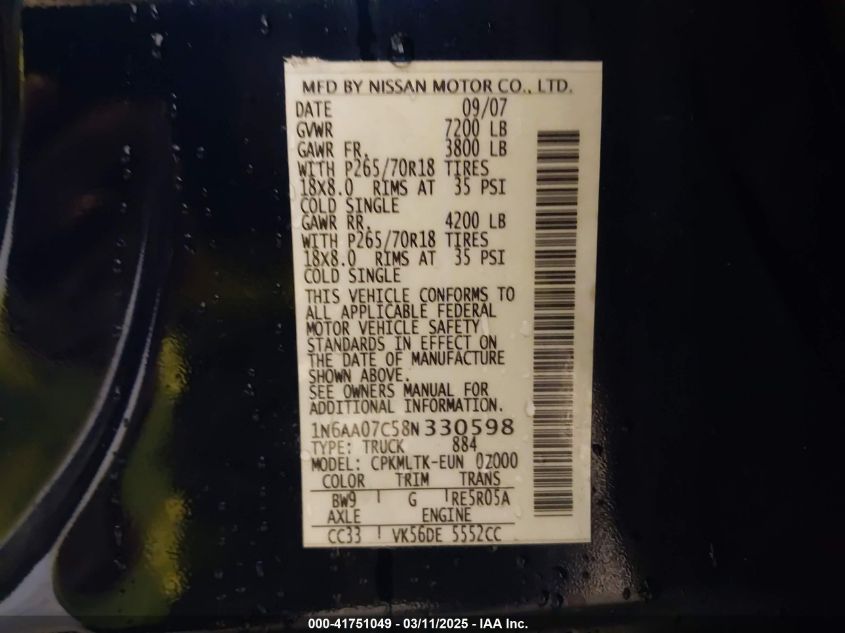 MFD BY NISSAN MOTOR CO., LTD.
DATE 09/07
GVWR 7200 LB
GAWR FR. 3800 LB
WITH P265/70R18 TIRES
18X8.0 RIMS AT 35 PSI
COLD SINGLE
GAWR RR. 4200 LB
WITH P265/70R18 TIRES
18X8.0 RIMS AT 35 PSI
COLD SINGLE
THIS VEHICLE CONFORMS TO
ALL APPLICABLE FEDERAL
MOTOR VEHICLE SAFETY
STANDARDS IN EFFECT ON
THE DATE OF MANUFACTURE
SHOWN ABOVE.
SEE OWNERS MANUAL FOR
ADDITIONAL INFORMATION.
1N6AA07C58N330598
TYPE: TRUCK 884
MODEL: CPKMLTK-EUN 0Z000
COLOR TRIM TRANS
BW9 G RE5R05A
AXLE ENGINE
CC33 VK56DE 5552CC
000-41751049 - 03/11/2025 - IAA Inc.